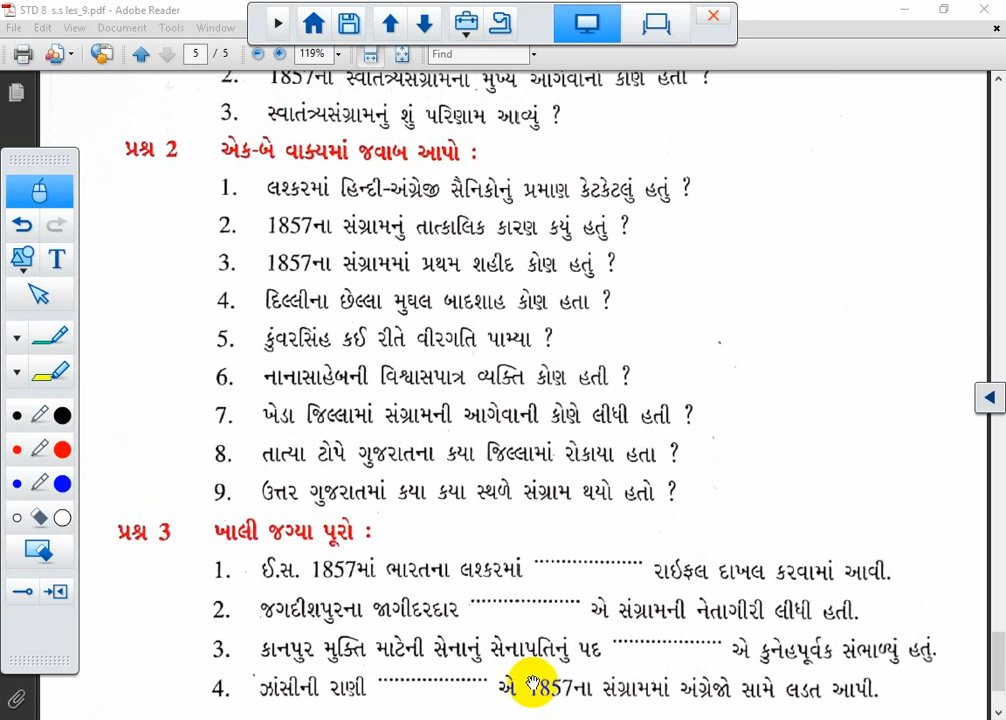 STD 8 s.s les_9.pdf - Adobe Reader
File Edit View Document Tools Window
5 / 5 119% Find
2. 1857ના સ્વાતંત્ર્યસંગ્રામના મુખ્ય આગેવાનો કોણ હતા ?
3. સ્વાતંત્ર્યસંગ્રામનું શું પરિણામ આવ્યું ?
પ્રશ્ન 2 એક-બે વાક્યમાં જવાબ આપો :
1. લશ્કરમાં હિન્દી-અંગ્રેજી સૈનિકોનું પ્રમાણ કેટકેટલું હતું ?
2. 1857ના સંગ્રામનું તાત્કાલિક કારણ કયું હતું ?
3. 1857ના સંગ્રામમાં પ્રથમ શહીદ કોણ હતું ?
4. દિલ્લીના છેલ્લા મુઘલ બાદશાહ કોણ હતા ?
5. કુંવરસિંહ કઈ રીતે વીરગતિ પામ્યા ?
6. નાનાસાહેબની વિશ્વાસપાત્ર વ્યક્તિ કોણ હતી ?
7. ખેડા જિલ્લામાં સંગ્રામની આગેવાની કોણે લીધી હતી ?
8. તાત્યા ટોપે ગુજરાતના કયા જિલ્લામાં રોકાયા હતા ?
9. ઉત્તર ગુજરાતમાં કયા કયા સ્થળે સંગ્રામ થયો હતો ?
પ્રશ્ન 3 ખાલી જગ્યા પૂરો :
1. ઈ.સ. 1857માં ભારતના લશ્કરમાં .................. રાઇફલ દાખલ કરવામાં આવી.
2. જગદીશપુરના જાગીદરદાર .................. એ સંગ્રામની નેતાગીરી લીધી હતી.
3. કાનપુર મુક્તિ માટેની સેનાનું સેનાપતિનું પદ .................. એ કુનેહપૂર્વક સંભાળ્યું હતું.
4. ઝાંસીની રાણી .................. એ 1857ના સંગ્રામમાં અંગ્રેજો સામે લડત આપી.